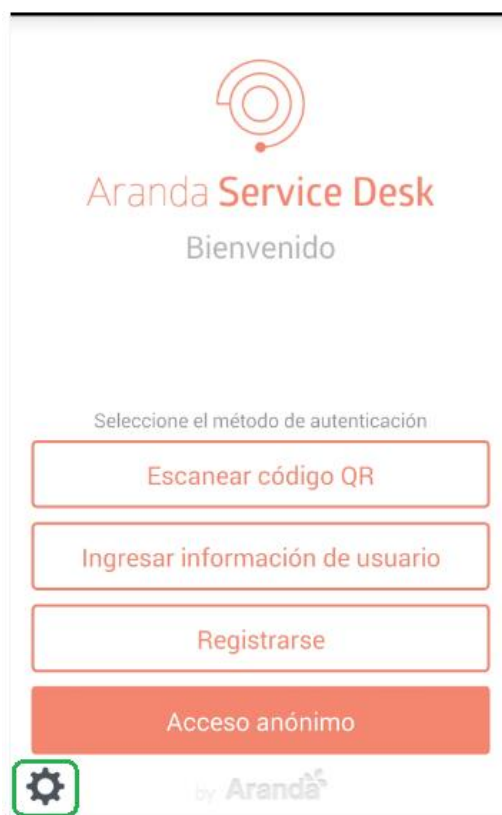 Aranda Service Desk
Bienvenido
Seleccione el método de autenticación
Escanear código QR
Ingresar información de usuario
Registrarse
Acceso anónimo
by Aranda